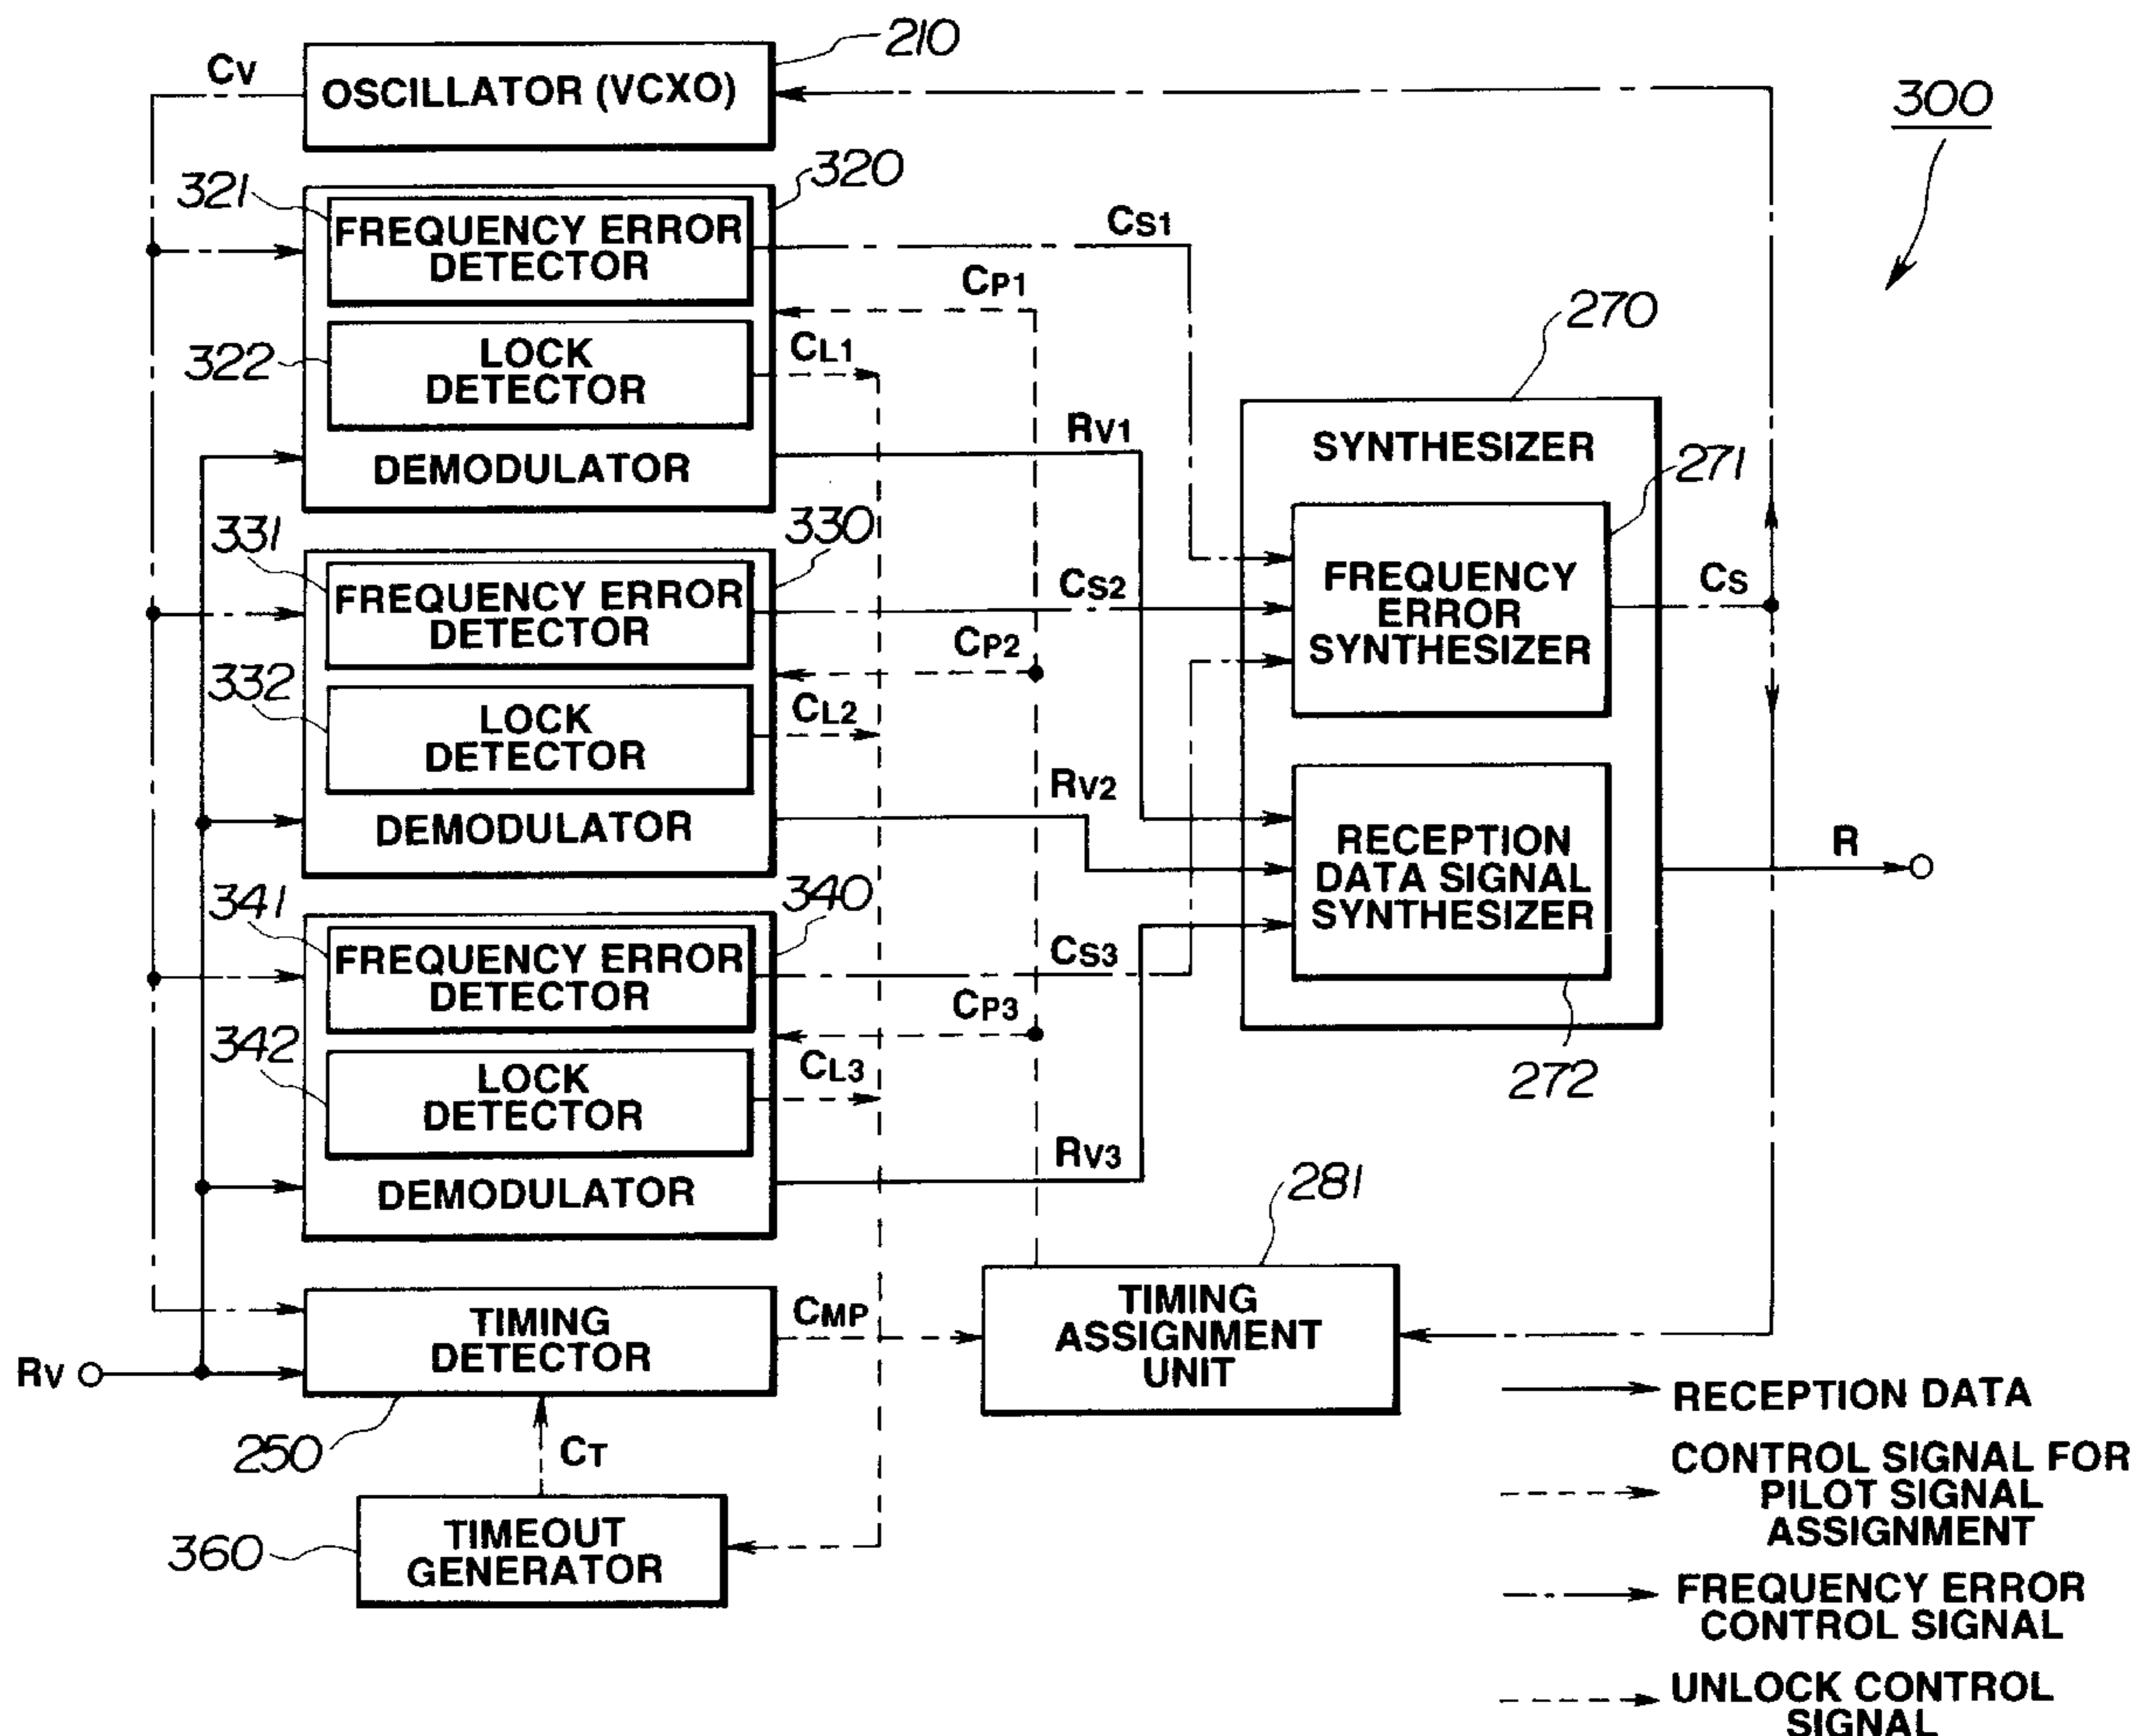 210
Cv
OSCILLATOR (VCXO)
300
320
321
FREQUENCY ERROR
DETECTOR
CS1
CP1
322
LOCK
DETECTOR
CL1
270
RV1
DEMODULATOR
SYNTHESIZER
271
330
331
FREQUENCY ERROR
DETECTOR
CS2
FREQUENCY
ERROR
SYNTHESIZER
CS
CP2
332
LOCK
DETECTOR
CL2
RV2
DEMODULATOR
RECEPTION
DATA SIGNAL
SYNTHESIZER
R
340
341
FREQUENCY ERROR
DETECTOR
CS3
CP3
342
LOCK
DETECTOR
CL3
272
RV3
DEMODULATOR
281
TIMING
DETECTOR
CMP
TIMING
ASSIGNMENT
UNIT
RV
250
CT
360
TIMEOUT
GENERATOR
RECEPTION DATA
CONTROL SIGNAL FOR
PILOT SIGNAL
ASSIGNMENT
FREQUENCY ERROR
CONTROL SIGNAL
UNLOCK CONTROL
SIGNAL